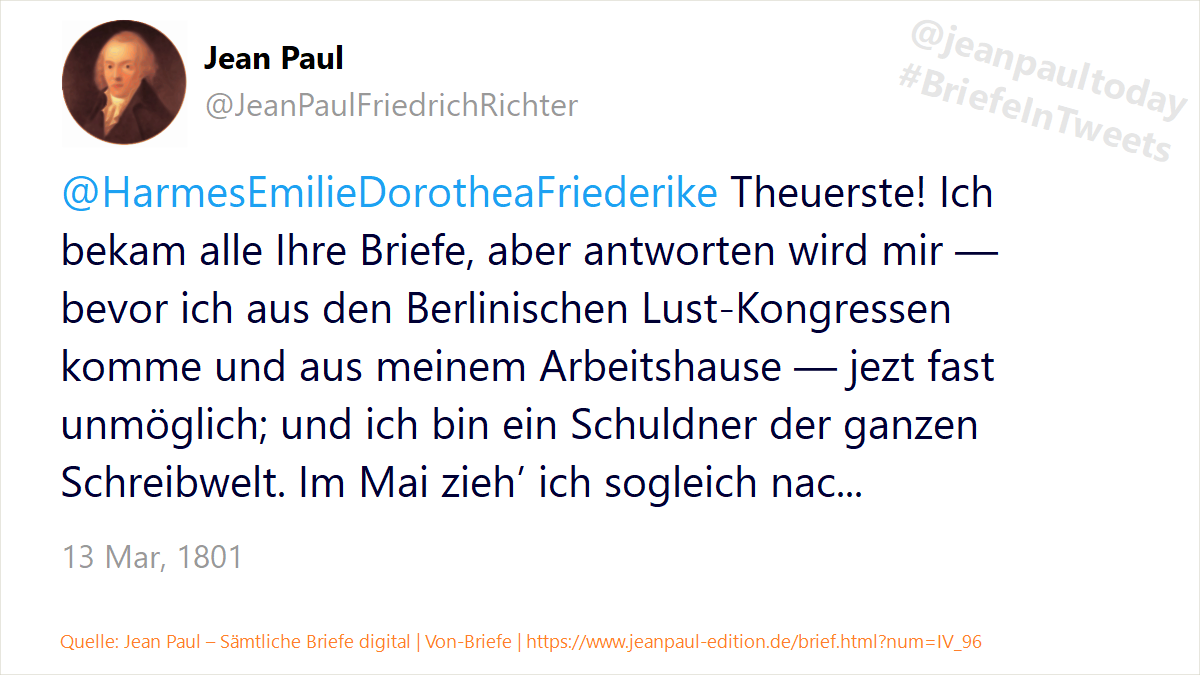 Jean Paul
@JeanPaulFriedrichRichter
@jeanpaultoday
#BriefeInTweets
@HarmesEmilieDorotheaFriederike Theuerste! Ich
bekam alle Ihre Briefe, aber antworten wird mir —
bevor ich aus den Berlinischen Lust-Kongressen
komme und aus meinem Arbeitshause — jezt fast
unmöglich; und ich bin ein Schuldner der ganzen
Schreibwelt. Im Mai zieh’ ich sogleich nac...
13 Mar, 1801
Quelle: Jean Paul – Sämtliche Briefe digital | Von-Briefe | https://www.jeanpaul-edition.de/brief.html?num=IV_96